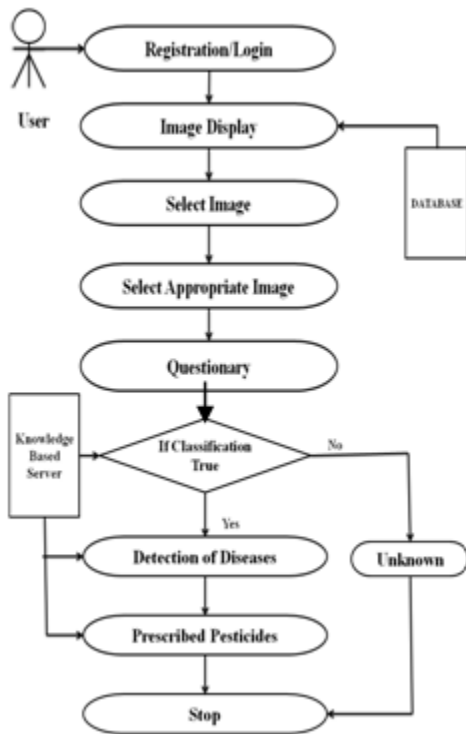 Registration/Login
User
Image Display
DATABASE
Select Image
Select Appropriate Image
Questionary
Knowledge
Based
Server
If Classification
True
No
Yes
Detection of Diseases
Unknown
Prescribed Pesticides
Stop